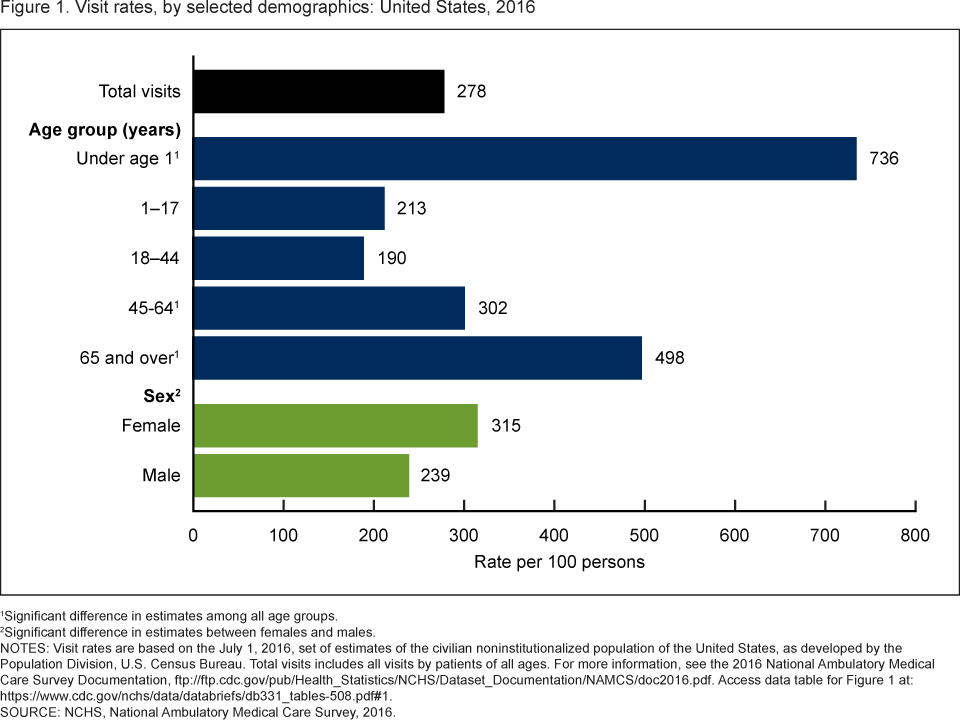 Figure 1. Visit rates, by selected demographics: United States, 2016
Total visits 278
Age group (years)
Under age 1¹ 736
1–17 213
18–44 190
45-64¹ 302
65 and over¹ 498
Sex²
Female 315
Male 239
0 100 200 300 400 500 600 700 800
Rate per 100 persons
¹Significant difference in estimates among all age groups.
²Significant difference in estimates between females and males.
NOTES: Visit rates are based on the July 1, 2016, set of estimates of the civilian noninstitutionalized population of the United States, as developed by the
Population Division, U.S. Census Bureau. Total visits includes all visits by patients of all ages. For more information, see the 2016 National Ambulatory Medical
Care Survey Documentation, ftp://ftp.cdc.gov/pub/Health_Statistics/NCHS/Dataset_Documentation/NAMCS/doc2016.pdf. Access data table for Figure 1 at:
https://www.cdc.gov/nchs/data/databriefs/db331_tables-508.pdf#1.
SOURCE: NCHS, National Ambulatory Medical Care Survey, 2016.